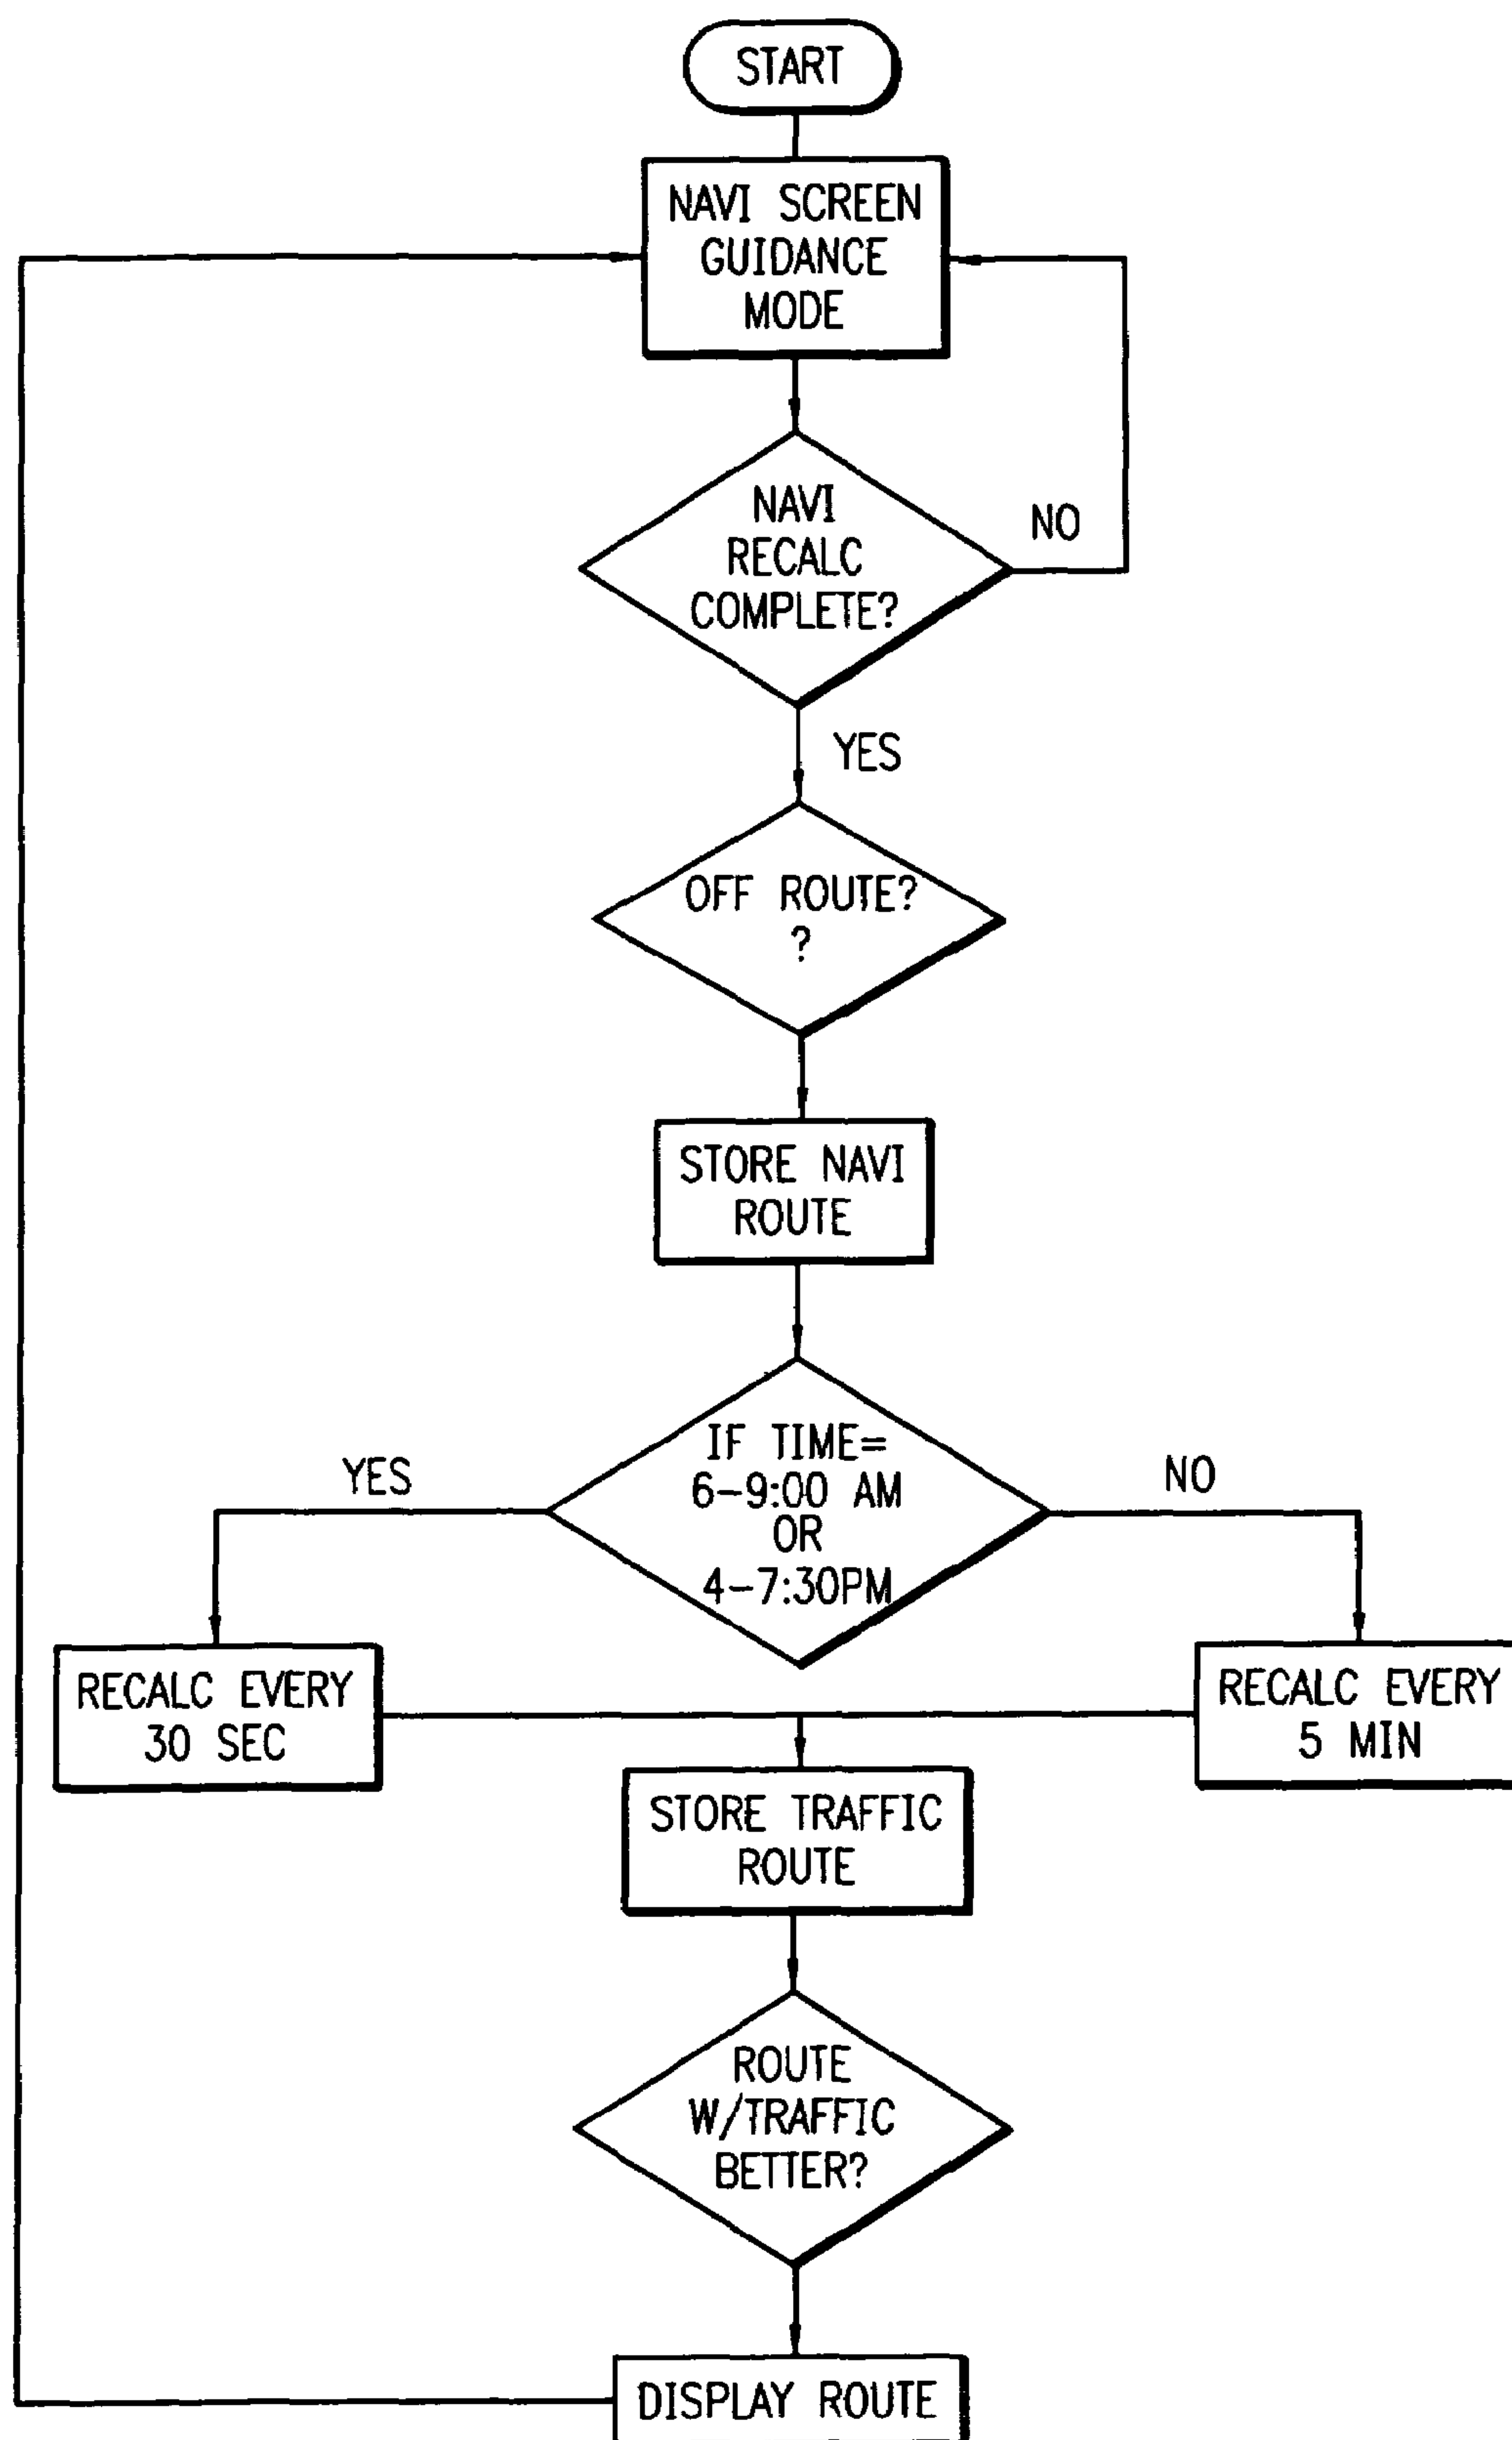 START
NAVI SCREEN
GUIDANCE
MODE
NAVI
RECALC
COMPLETE?
NO
YES
OFF ROUTE?
?
STORE NAVI
ROUTE
IF TIME=
6-9:00 AM
OR
4-7:30PM
YES
NO
RECALC EVERY
30 SEC
RECALC EVERY
5 MIN
STORE TRAFFIC
ROUTE
ROUTE
W/TRAFFIC
BETTER?
DISPLAY ROUTE